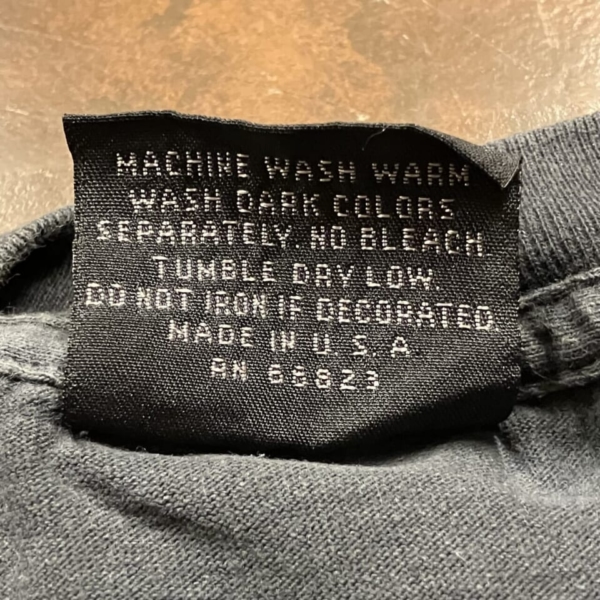 MACHINE WASH WARM
WASH DARK COLORS
SEPARATELY. NO BLEACH.
TUMBLE DRY LOW.
DO NOT IRON IF DECORATED.
MADE IN U. S. A.
RN 68823